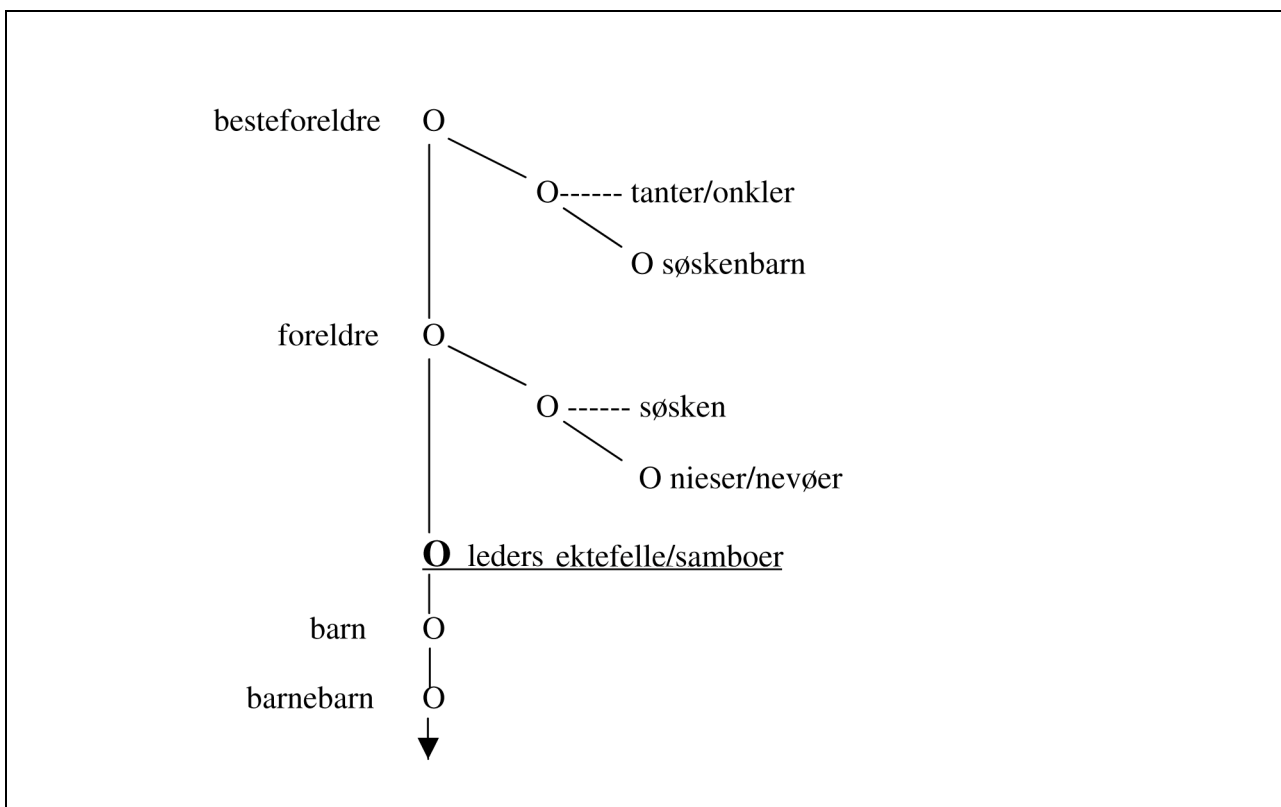 besteforeldre O
O------ tanter/onkler
O søskenbarn
foreldre O
O ------ søsken
O nieser/nevøer
O leders ektefelle/samboer
barn O
barnebarn O